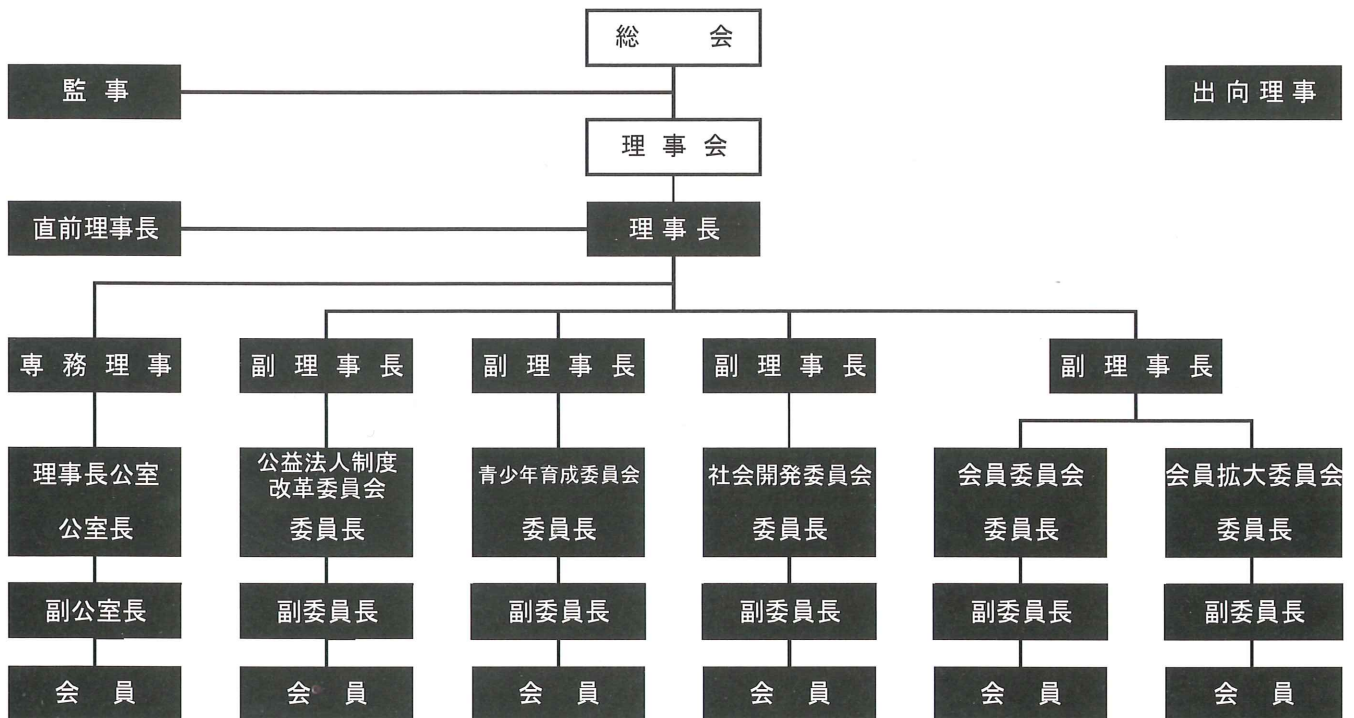 総会
監事
出向理事
理事会
直前理事長
理事長
専務理事
副理事長
副理事長
副理事長
副理事長
理事長公室
公室長
公益法人制度
改革委員会
委員長
青少年育成委員会
委員長
社会開発委員会
委員長
会員委員会
委員長
会員拡大委員会
委員長
副公室長
副委員長
副委員長
副委員長
副委員長
副委員長
会員
会員
会員
会員
会員
会員